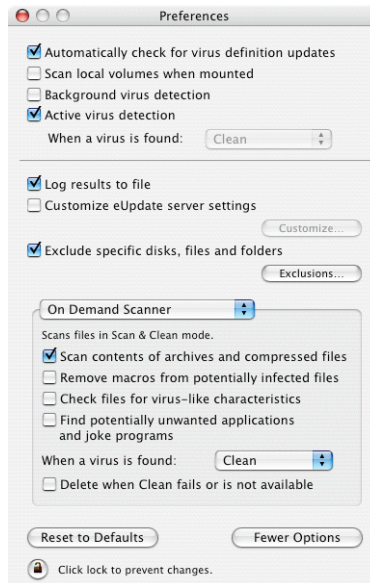 Preferences
Automatically check for virus definition updates
Scan local volumes when mounted
Background virus detection
Active virus detection
When a virus is found: Clean
Log results to file
Customize eUpdate server settings
Customize...
Exclude specific disks, files and folders
Exclusions...
On Demand Scanner
Scans files in Scan & Clean mode.
Scan contents of archives and compressed files
Remove macros from potentially infected files
Check files for virus-like characteristics
Find potentially unwanted applications
and joke programs
When a virus is found: Clean
Delete when Clean fails or is not available
Reset to Defaults Fewer Options
Click lock to prevent changes.